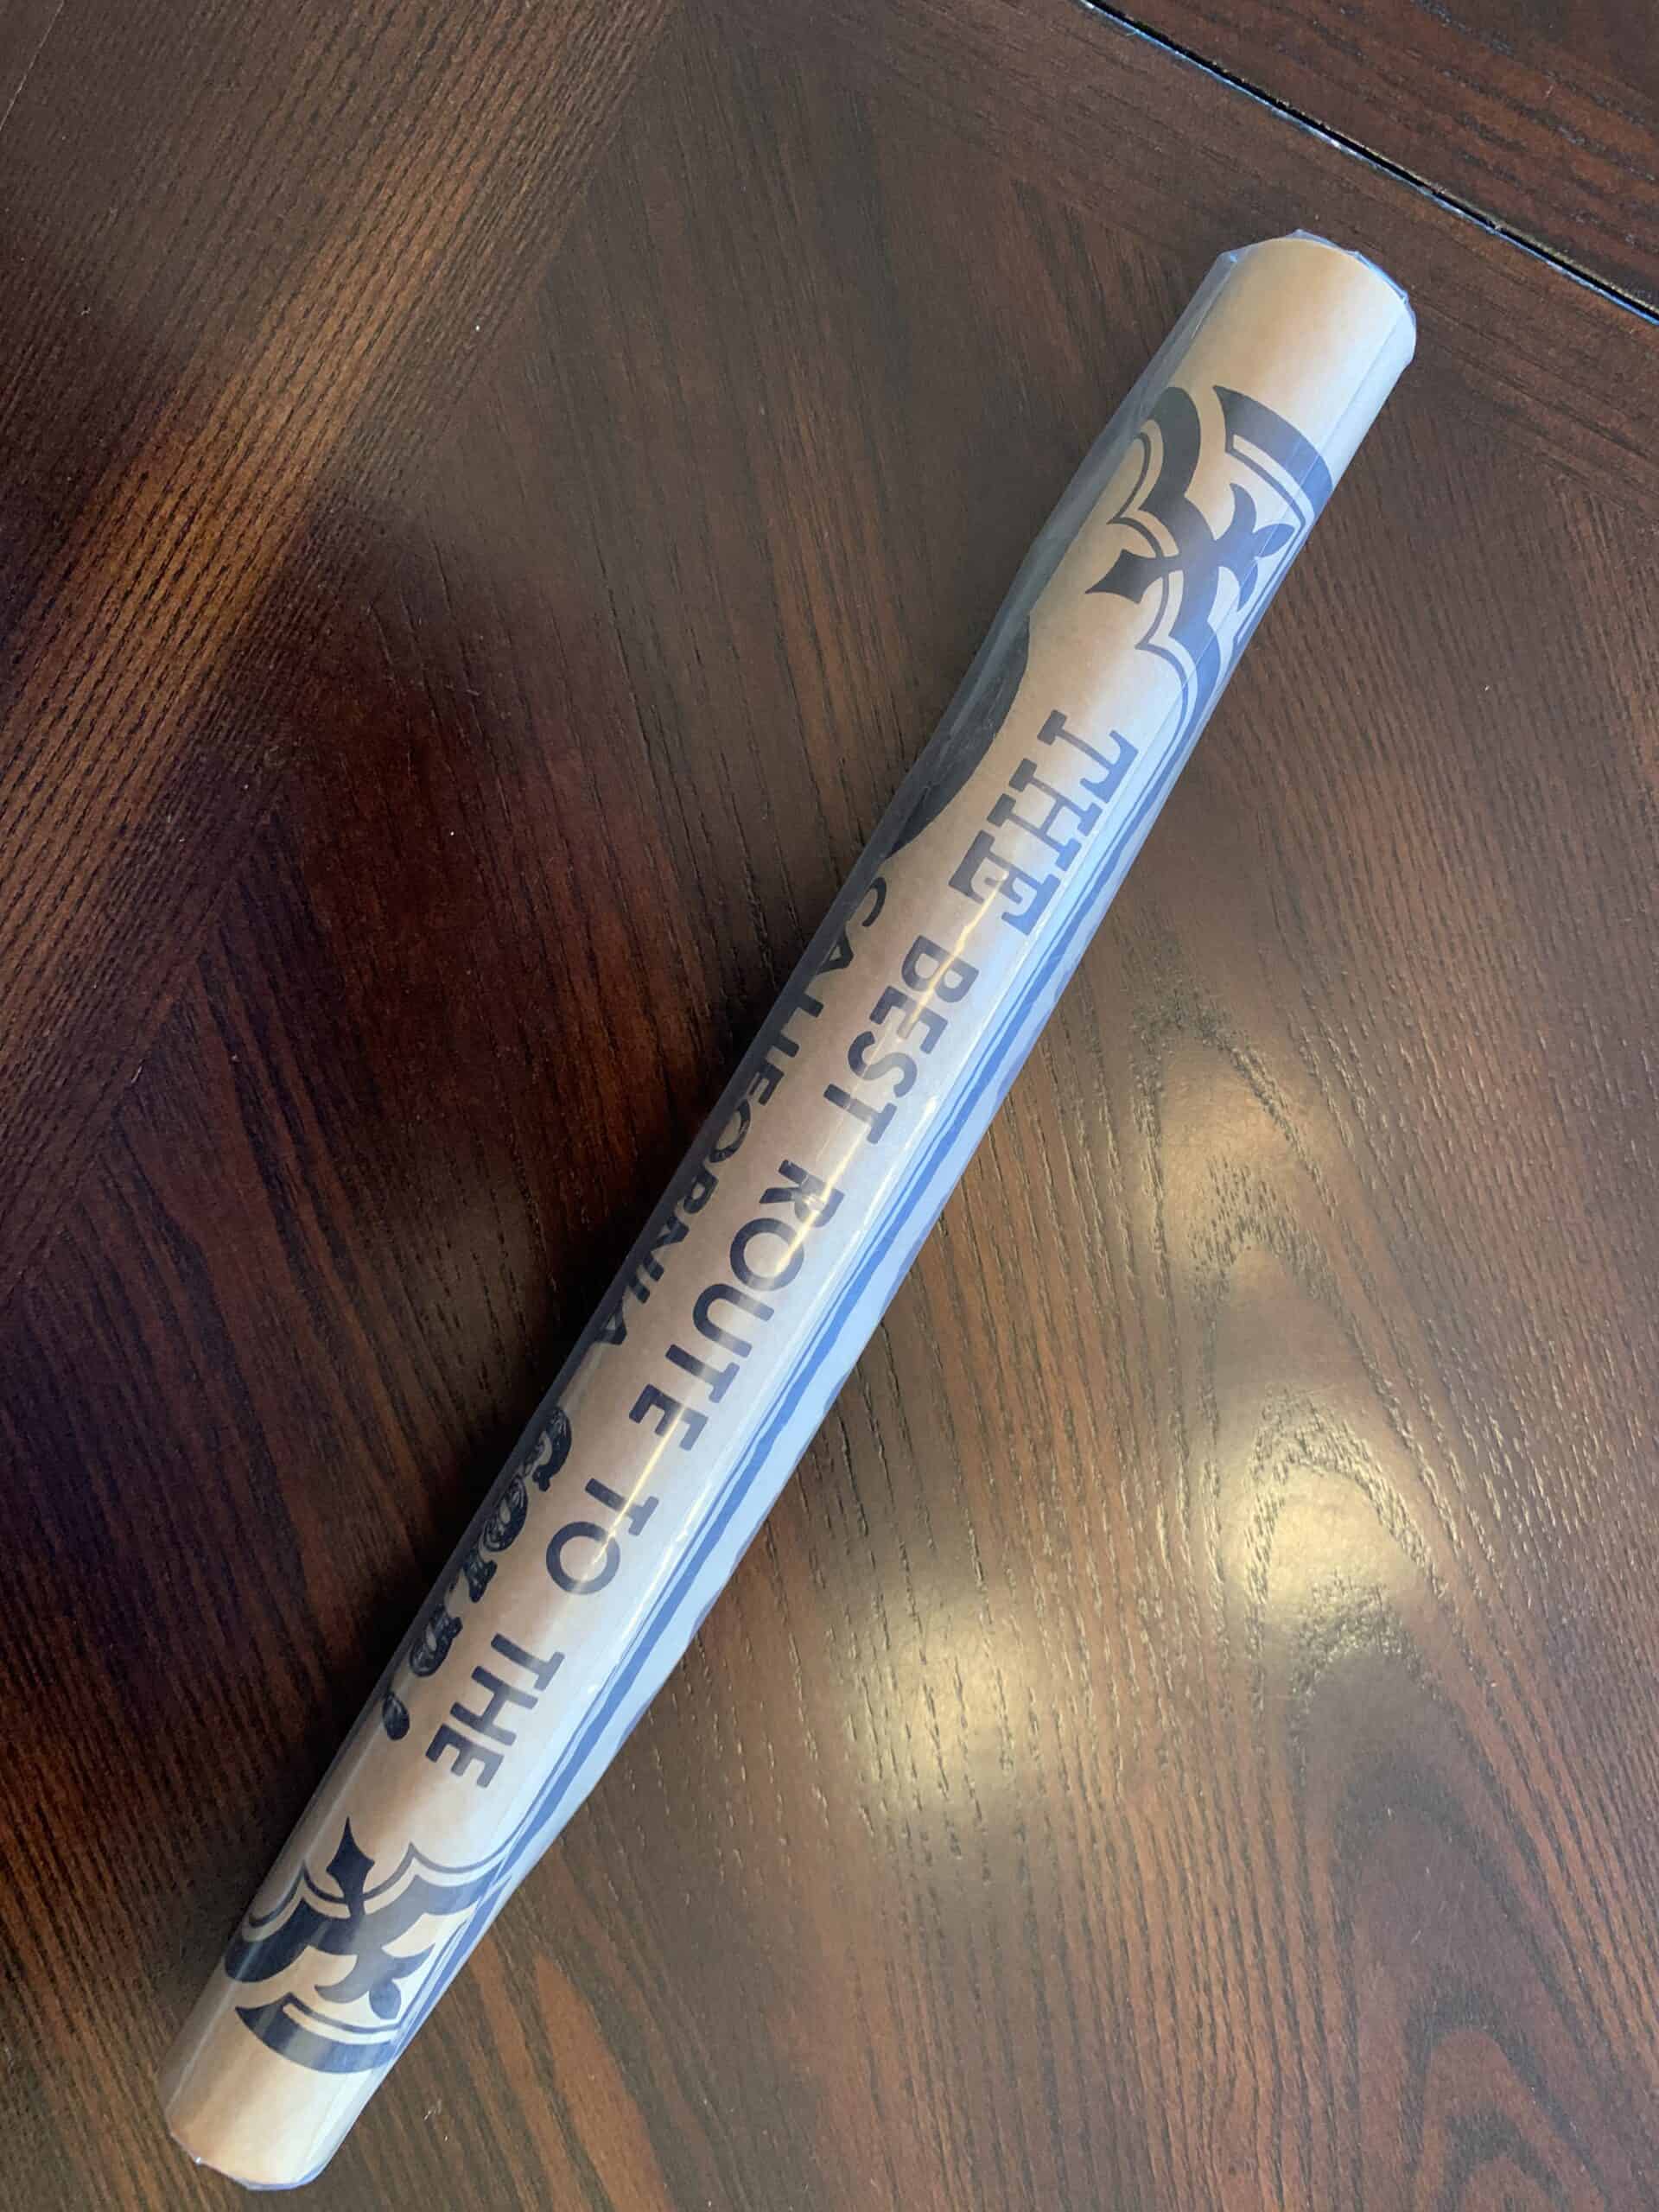 THE BEST ROUTE TO THE
CALIFORNIA GOLD!